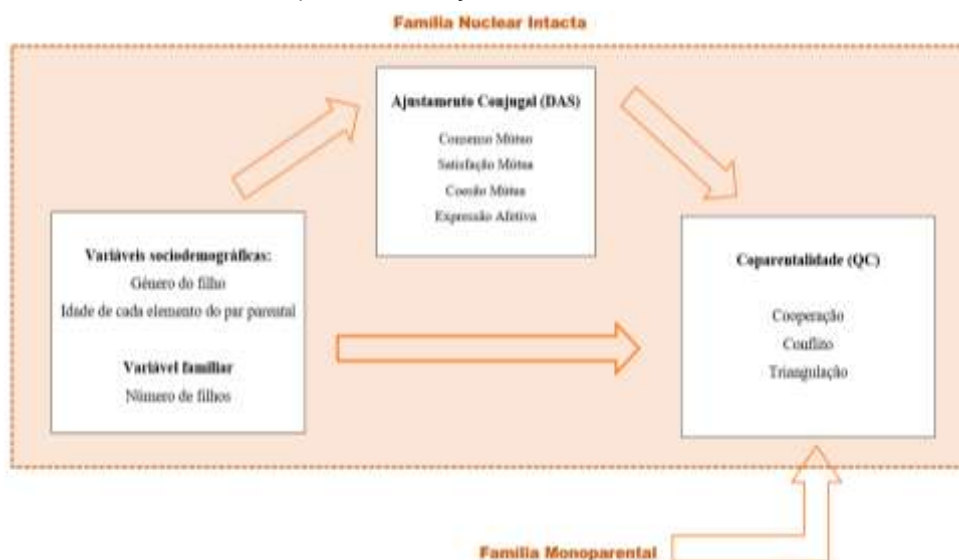 Família Nuclear Intacta
Ajustamento Conjugal (DAS)
Consenso Mútuo
Satisfação Mútua
Coesão Mútua
Expressão Afetiva
Variáveis sociodemográficas:
Género do filho
Idade de cada elemento do par parental
Variável familiar
Número de filhos
Coparentalidade (QC)
Cooperação
Conflito
Triangulação
Família Monoparental